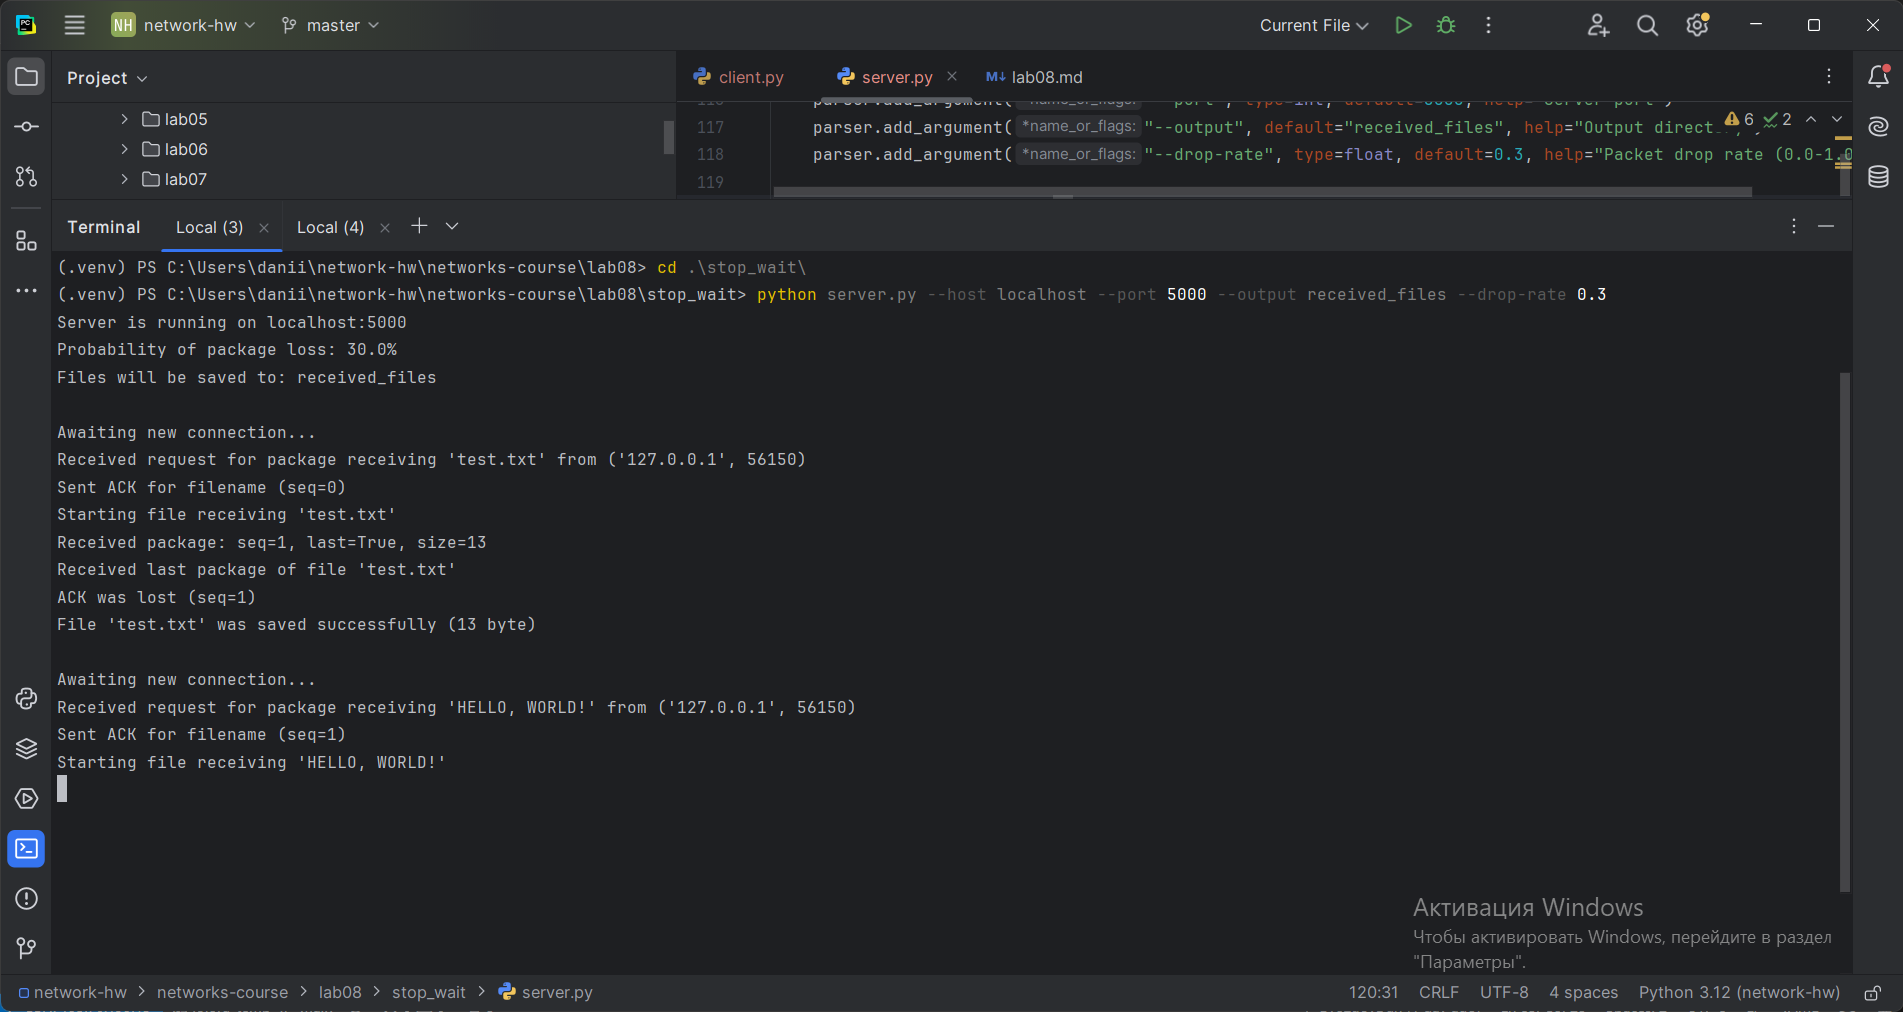 NH network-hw master Current File
Project
client.py server.py lab08.md
lab05
lab06
lab07
117 parser.add_argument(*name_or_flags: "--output", default="received_files", help="Output direct 6 2
118 parser.add_argument(*name_or_flags: "--drop-rate", type=float, default=0.3, help="Packet drop rate (0.0-1.0
119
Terminal Local (3) Local (4)
(.venv) PS C:\Users\danii\network-hw\networks-course\lab08> cd .\stop_wait\
(.venv) PS C:\Users\danii\network-hw\networks-course\lab08\stop_wait> python server.py --host localhost --port 5000 --output received_files --drop-rate 0.3
Server is running on localhost:5000
Probability of package loss: 30.0%
Files will be saved to: received_files
Awaiting new connection...
Received request for package receiving 'test.txt' from ('127.0.0.1', 56150)
Sent ACK for filename (seq=0)
Starting file receiving 'test.txt'
Received package: seq=1, last=True, size=13
Received last package of file 'test.txt'
ACK was lost (seq=1)
File 'test.txt' was saved successfully (13 byte)
Awaiting new connection...
Received request for package receiving 'HELLO, WORLD!' from ('127.0.0.1', 56150)
Sent ACK for filename (seq=1)
Starting file receiving 'HELLO, WORLD!'
Активация Windows
Чтобы активировать Windows, перейдите в раздел
"Параметры".
network-hw > networks-course > lab08 > stop_wait > server.py 120:31 CRLF UTF-8 4 spaces Python 3.12 (network-hw)